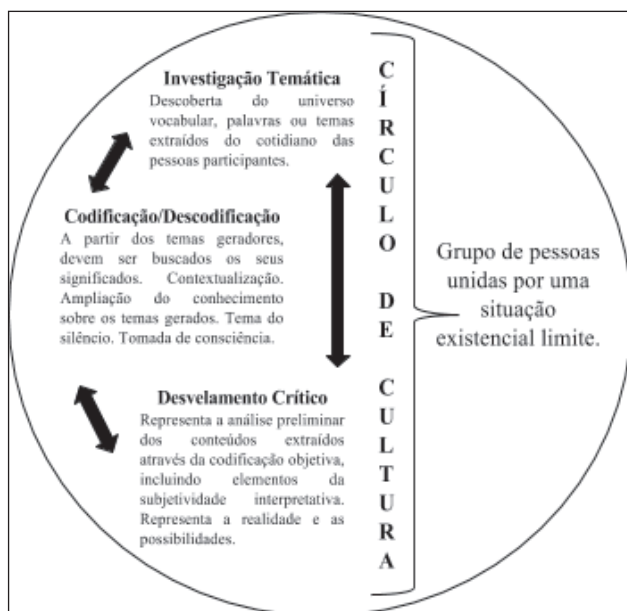 Investigação Temática
Descoberta do universo
vocabular, palavras ou temas
extraídos do cotidiano das
pessoas participantes.
Codificação/Descodificação
A partir dos temas geradores,
devem ser buscados os seus
significados. Contextualização.
Ampliação do conhecimento
sobre os temas gerados. Tema do
silêncio. Tomada de consciência.
Desvelamento Crítico
Representa a análise preliminar
dos conteúdos extraídos
através da codificação objetiva,
incluindo elementos da
subjetividade interpretativa.
Representa a realidade e as
possibilidades.
CÍRCULO DE CULTURA
Grupo de pessoas
unidas por uma
situação
existencial limite.